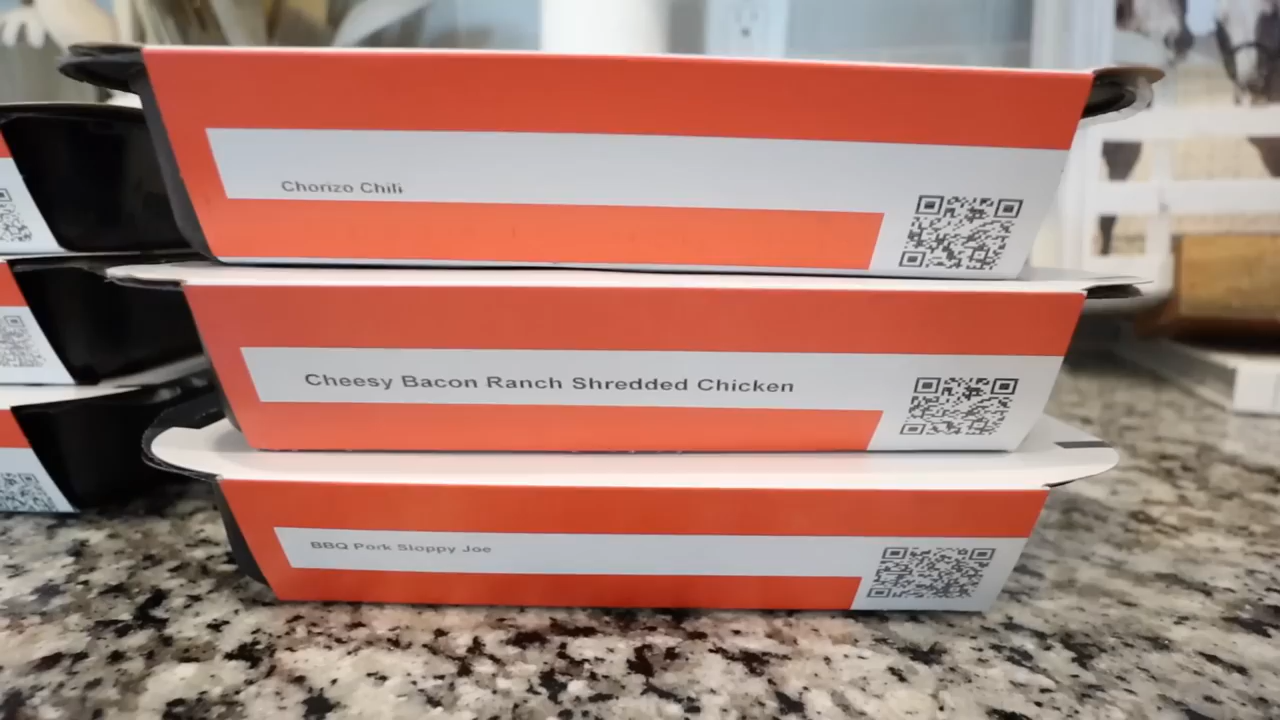 Chorizo Chili
Cheesy Bacon Ranch Shredded Chicken
BBQ Pork Sloppy Joe